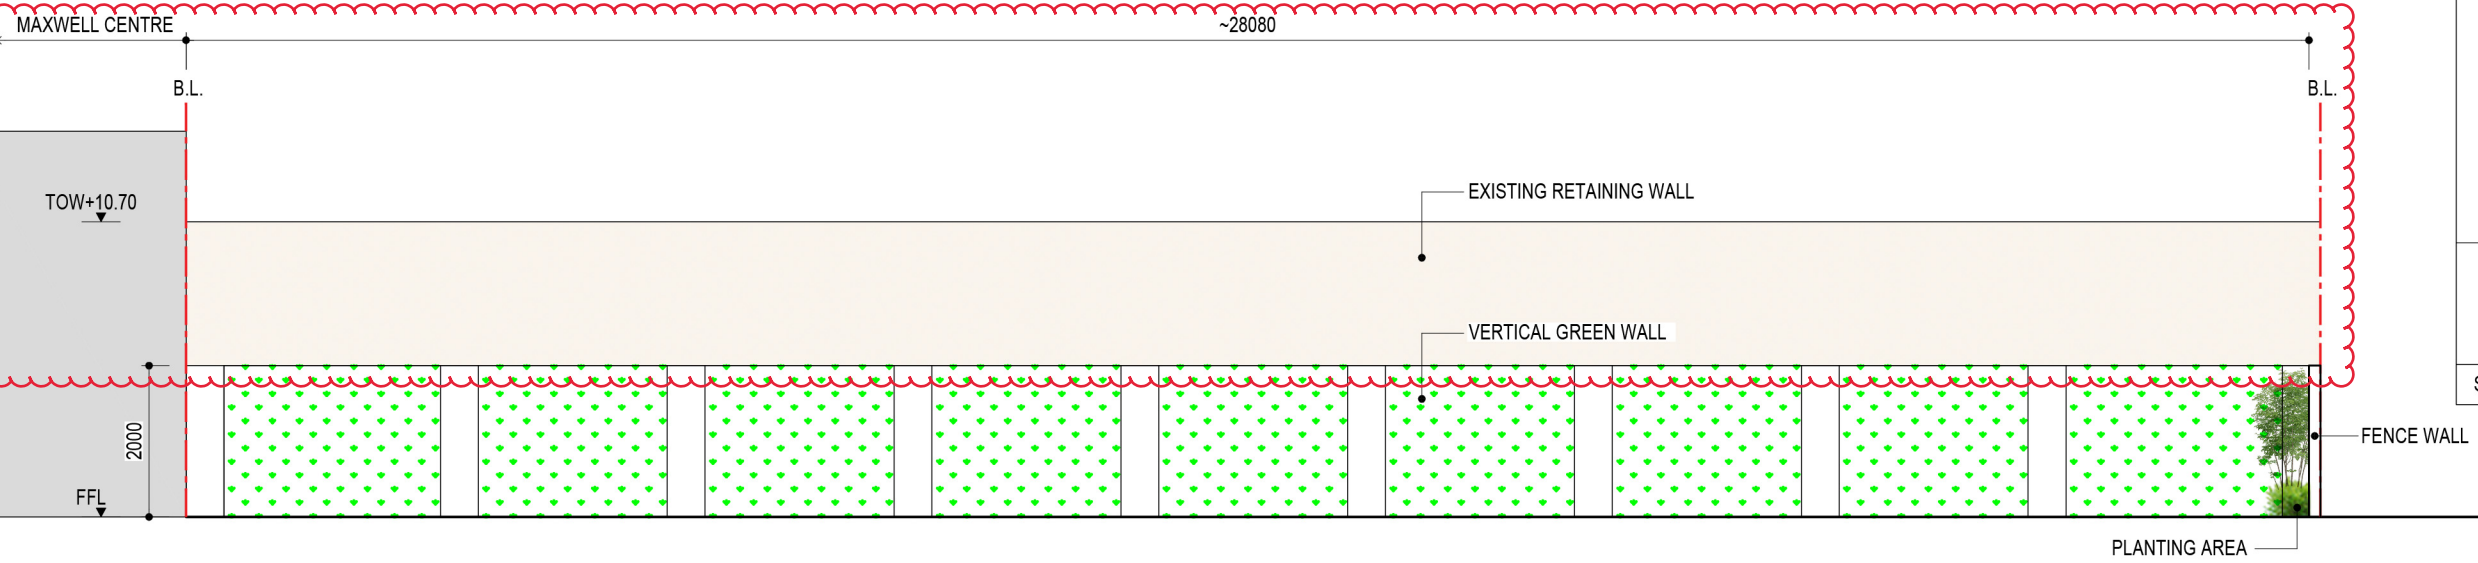 MAXWELL CENTRE
~28080
B.L.
B.L.
TOW+10.70
EXISTING RETAINING WALL
VERTICAL GREEN WALL
2000
FENCE WALL
FFL
PLANTING AREA